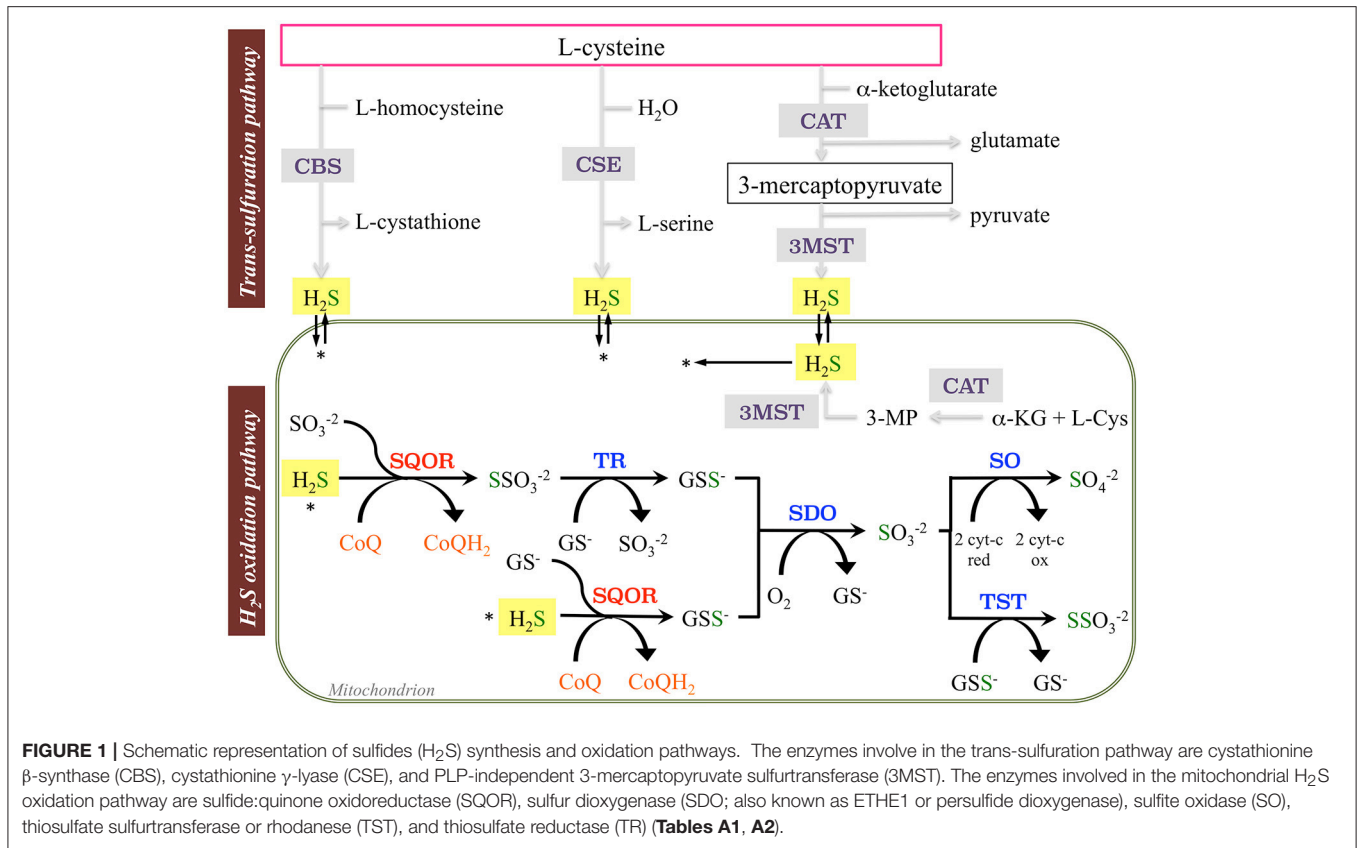 Trans-sulfuration pathway
L-cysteine
L-homocysteine
H₂O
α-ketoglutarate
CBS
CSE
CAT
glutamate
3-mercaptopyruvate
L-cystathione
L-serine
pyruvate
3MST
H₂S
H₂S
H₂S
*
*
*
H₂S
H₂S oxidation pathway
3MST
3-MP
CAT
α-KG + L-Cys
SO₃⁻²
H₂S
*
SQOR
CoQ
CoQH₂
SSO₃⁻²
TR
GS⁻
SO₃⁻²
GSS⁻
GS⁻
* H₂S
SQOR
CoQ
CoQH₂
GSS⁻
SDO
O₂
GS⁻
SO₃⁻²
SO
2 cyt-c
red
2 cyt-c
ox
SO₄⁻²
TST
GSS⁻
GS⁻
SSO₃⁻²
Mitochondrion
FIGURE 1 | Schematic representation of sulfides (H₂S) synthesis and oxidation pathways. The enzymes involve in the trans-sulfuration pathway are cystathionine
β-synthase (CBS), cystathionine γ-lyase (CSE), and PLP-independent 3-mercaptopyruvate sulfurtransferase (3MST). The enzymes involved in the mitochondrial H₂S
oxidation pathway are sulfide:quinone oxidoreductase (SQOR), sulfur dioxygenase (SDO; also known as ETHE1 or persulfide dioxygenase), sulfite oxidase (SO),
thiosulfate sulfurtransferase or rhodanese (TST), and thiosulfate reductase (TR) (Tables A1, A2).